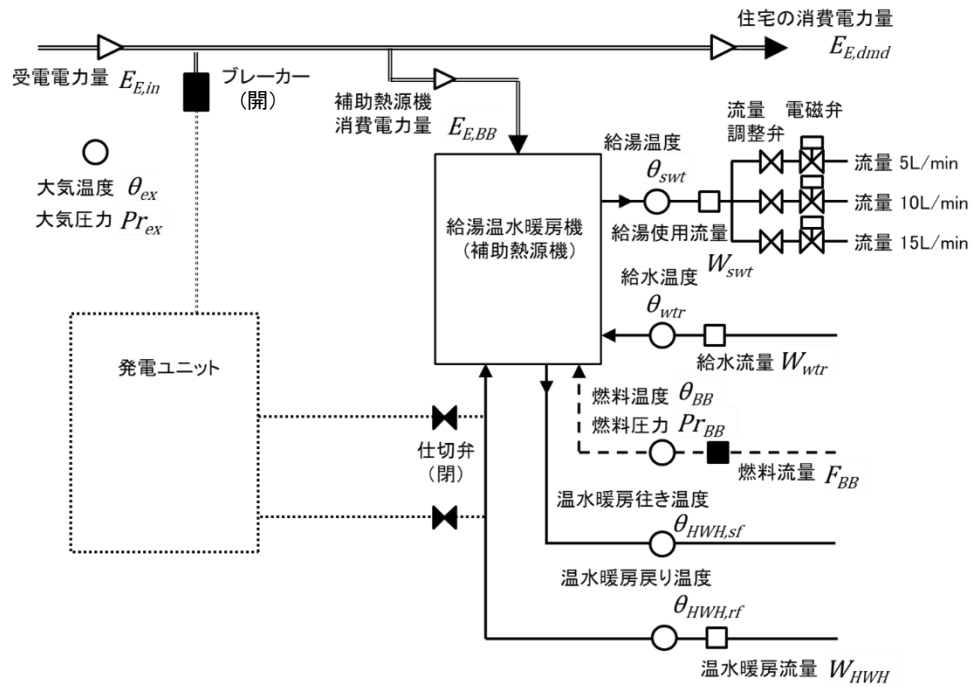 住宅の消費電力量
E_{E,dmd}
受電電力量 E_{E,in}
ブレーカー
(開)
補助熱源機
消費電力量 E_{E,BB}
大気温度 θ_{ex}
大気圧力 Pr_{ex}
給湯温度
θ_{swt}
流量 電磁弁
調整弁
流量 5L/min
流量 10L/min
流量 15L/min
給湯温水暖房機
(補助熱源機)
給湯使用流量
W_{swt}
給水温度
θ_{wtr}
給水流量 W_{wtr}
発電ユニット
燃料温度 θ_{BB}
燃料圧力 Pr_{BB}
仕切弁
(閉)
燃料流量 F_{BB}
温水暖房往き温度
θ_{HWH,sf}
温水暖房戻り温度
θ_{HWH,rf}
温水暖房流量 W_{HWH}